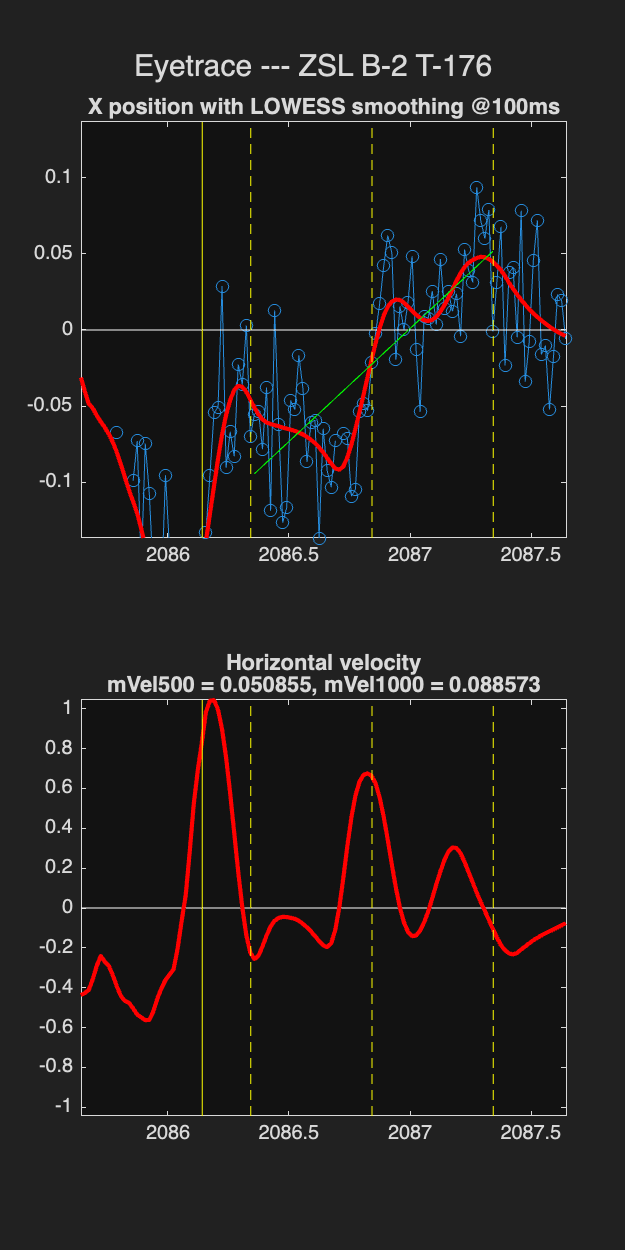 Eyetrace --- ZSL B-2 T-176
X position with LOWESS smoothing @100ms
0.1
0.05
0
-0.05
-0.1
2086 2086.5 2087 2087.5
Horizontal velocity
mVel500 = 0.050855, mVel1000 = 0.088573
1
0.8
0.6
0.4
0.2
0
-0.2
-0.4
-0.6
-0.8
-1
2086 2086.5 2087 2087.5